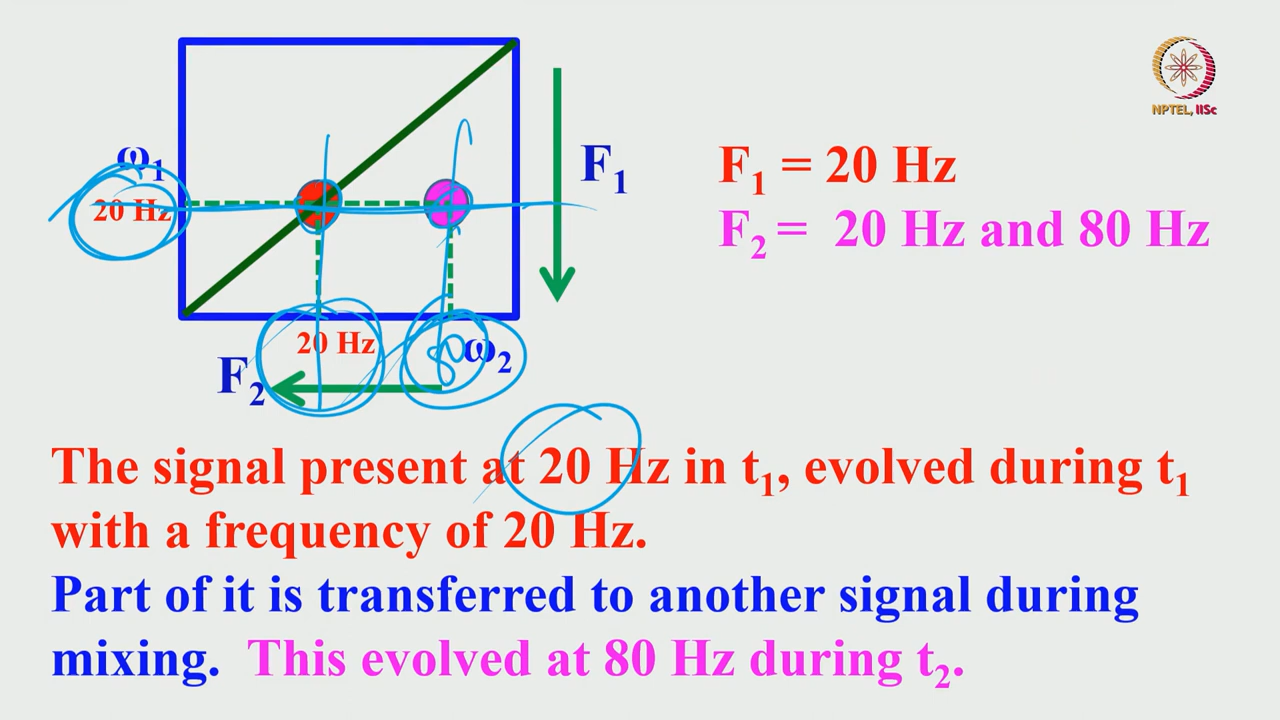 NPTEL, IISc
ω1
20 Hz
F1
F1 = 20 Hz
F2 = 20 Hz and 80 Hz
20 Hz
80
ω2
F2
The signal present at 20 Hz in t1, evolved during t1
with a frequency of 20 Hz.
Part of it is transferred to another signal during
mixing. This evolved at 80 Hz during t2.